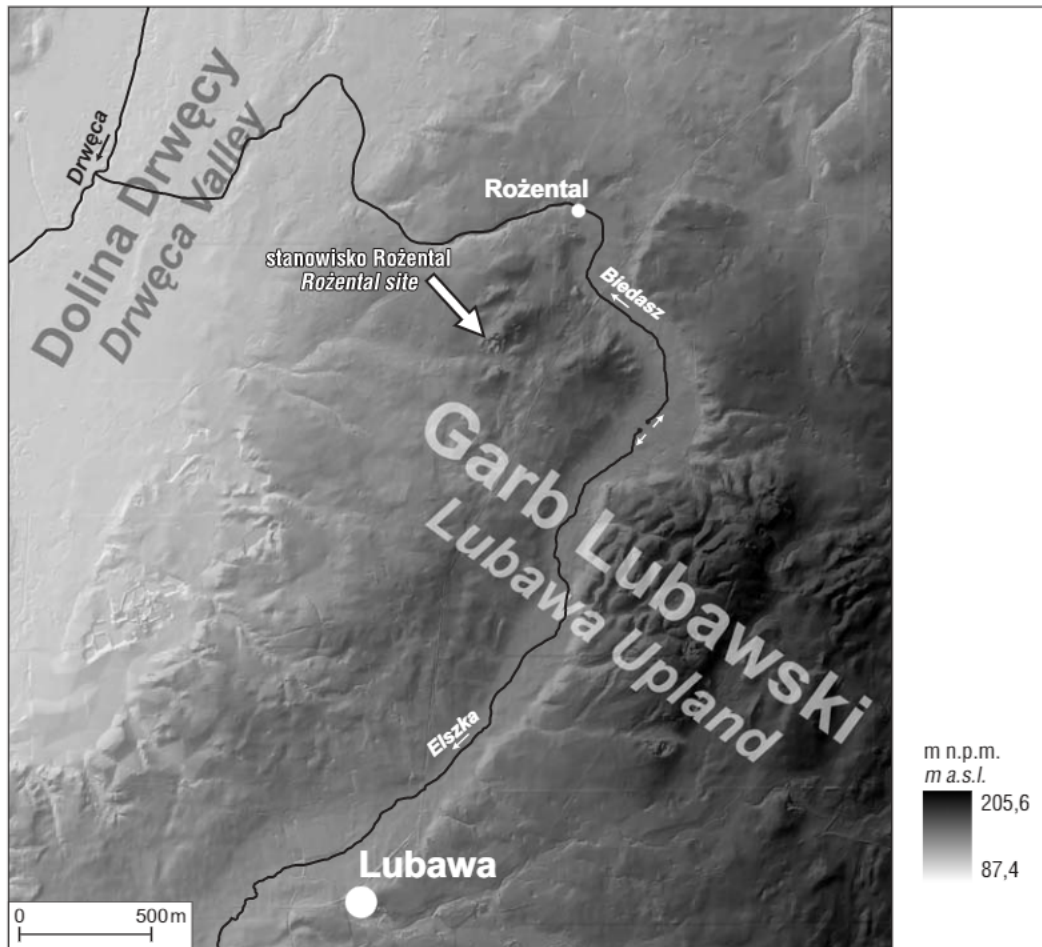 Drwęca
Dolina Drwęcy
Drwęca Valley
Rożental
stanowisko Rożental
Rożental site
Biedasz
Garb Lubawski
Lubawa Upland
Elszka
Lubawa
0 500 m
m n.p.m.
m a.s.l.
205,6
87,4